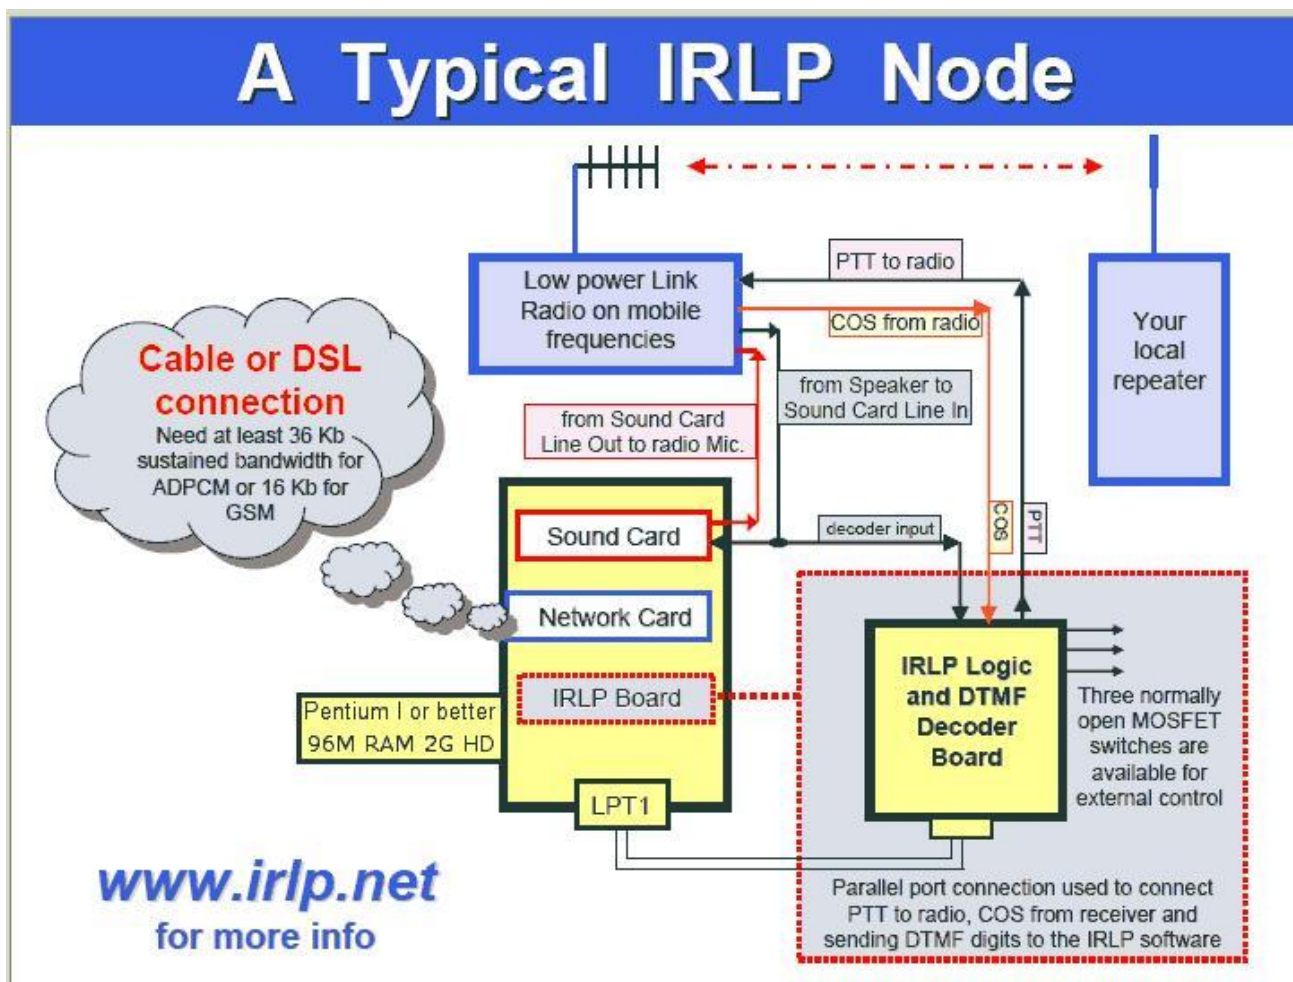 A Typical IRLP Node
PTT to radio
Low power Link
Radio on mobile
frequencies
COS from radio
Your
local
repeater
Cable or DSL
connection
Need at least 36 Kb
sustained bandwidth for
ADPCM or 16 Kb for
GSM
from Speaker to
Sound Card Line In
from Sound Card
Line Out to radio Mic.
Sound Card
decoder input
COS
PTT
Network Card
IRLP Board
Pentium I or better
96M RAM 2G HD
IRLP Logic
and DTMF
Decoder
Board
Three normally
open MOSFET
switches are
available for
external control
LPT1
www.irlp.net
for more info
Parallel port connection used to connect
PTT to radio, COS from receiver and
sending DTMF digits to the IRLP software